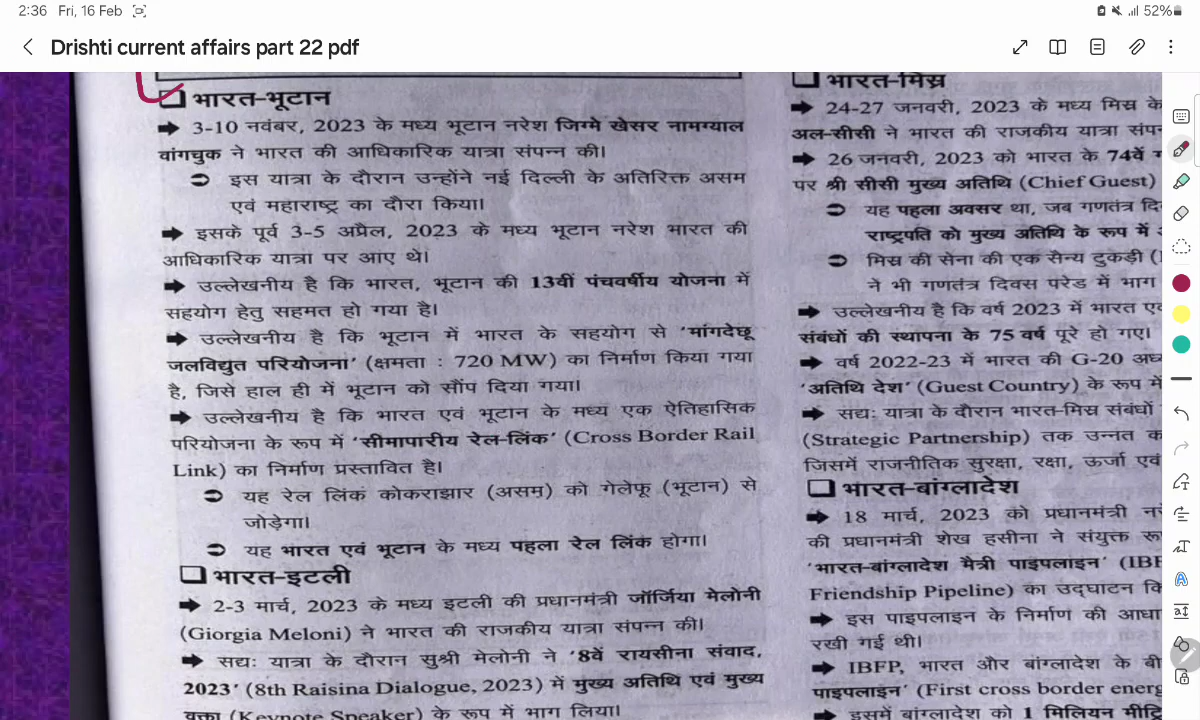 2:36 Fri, 16 Feb
52%
Drishti current affairs part 22 pdf
भारत-भूटान
3-10 नवंबर, 2023 के मध्य भूटान नरेश जिग्मे खेसर नामग्याल
वांगचुक ने भारत की आधिकारिक यात्रा संपन्न की।
इस यात्रा के दौरान उन्होंने नई दिल्ली के अतिरिक्त असम
एवं महाराष्ट्र का दौरा किया।
इसके पूर्व 3-5 अप्रैल, 2023 के मध्य भूटान नरेश भारत की
आधिकारिक यात्रा पर आए थे।
उल्लेखनीय है कि भारत, भूटान की 13वीं पंचवर्षीय योजना में
सहयोग हेतु सहमत हो गया है।
उल्लेखनीय है कि भूटान में भारत के सहयोग से 'मांगदेछू
जलविद्युत परियोजना' (क्षमता : 720 MW) का निर्माण किया गया
है, जिसे हाल ही में भूटान को सौंप दिया गया।
उल्लेखनीय है कि भारत एवं भूटान के मध्य एक ऐतिहासिक
परियोजना के रूप में 'सीमापारीय रेल-लिंक' (Cross Border Rail
Link) का निर्माण प्रस्तावित है।
यह रेल लिंक कोकराझार (असम) को गेलेफू (भूटान) से
जोड़ेगा।
यह भारत एवं भूटान के मध्य पहला रेल लिंक होगा।
भारत-इटली
2-3 मार्च, 2023 के मध्य इटली की प्रधानमंत्री जॉर्जिया मेलोनी
(Giorgia Meloni) ने भारत की राजकीय यात्रा संपन्न की।
सद्यः यात्रा के दौरान सुश्री मेलोनी ने '8वें रायसीना संवाद,
2023' (8th Raisina Dialogue, 2023) में मुख्य अतिथि एवं मुख्य
वक्ता (Keynote Speaker) के रूप में भाग लिया।
भारत-मिस्र
24-27 जनवरी, 2023 के मध्य मिस्र के
अल-सीसी ने भारत की राजकीय यात्रा
26 जनवरी, 2023 को भारत के 74वें
पर श्री सीसी मुख्य अतिथि (Chief Guest)
यह पहला अवसर था, जब गणतंत्र
राष्ट्रपति को मुख्य अतिथि के रूप में
मिस्र की सेना की एक सैन्य टुकड़ी
ने भी गणतंत्र दिवस परेड में भाग
उल्लेखनीय है कि वर्ष 2023 में भारत
संबंधों की स्थापना के 75 वर्ष पूरे हो गए।
वर्ष 2022-23 में भारत की G-20
'अतिथि देश' (Guest Country) के रूप में
सद्यः यात्रा के दौरान भारत-मिस्र संबंधों
(Strategic Partnership) तक उन्नत
जिसमें राजनीतिक सुरक्षा, रक्षा, ऊर्जा एवं
भारत-बांग्लादेश
18 मार्च, 2023 को प्रधानमंत्री
की प्रधानमंत्री शेख हसीना ने संयुक्त
'भारत-बांग्लादेश मैत्री पाइपलाइन'
Friendship Pipeline) का उद्घाटन
इस पाइपलाइन के निर्माण की
रखी गई थी।
IBFP, भारत और बांग्लादेश के
पाइपलाइन' (First cross border
इसमें बांग्लादेश को 1 मिलियन